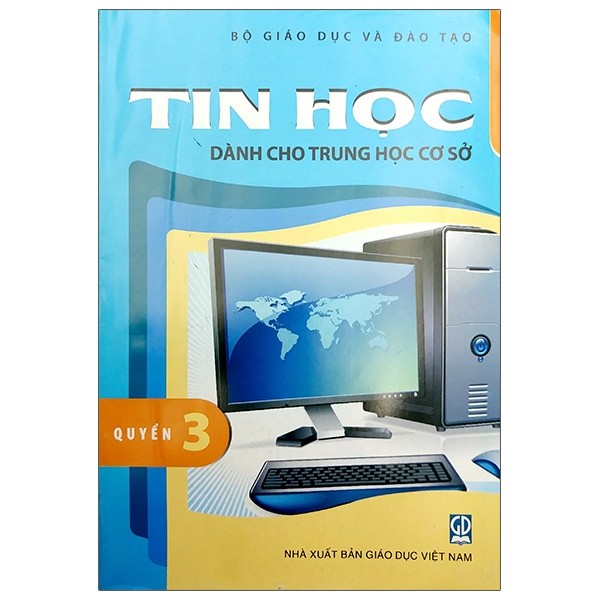 BỘ GIÁO DỤC VÀ ĐÀO TẠO
TIN HỌC
DÀNH CHO TRUNG HỌC CƠ SỞ
QUYỂN 3
GD
NHÀ XUẤT BẢN GIÁO DỤC VIỆT NAM